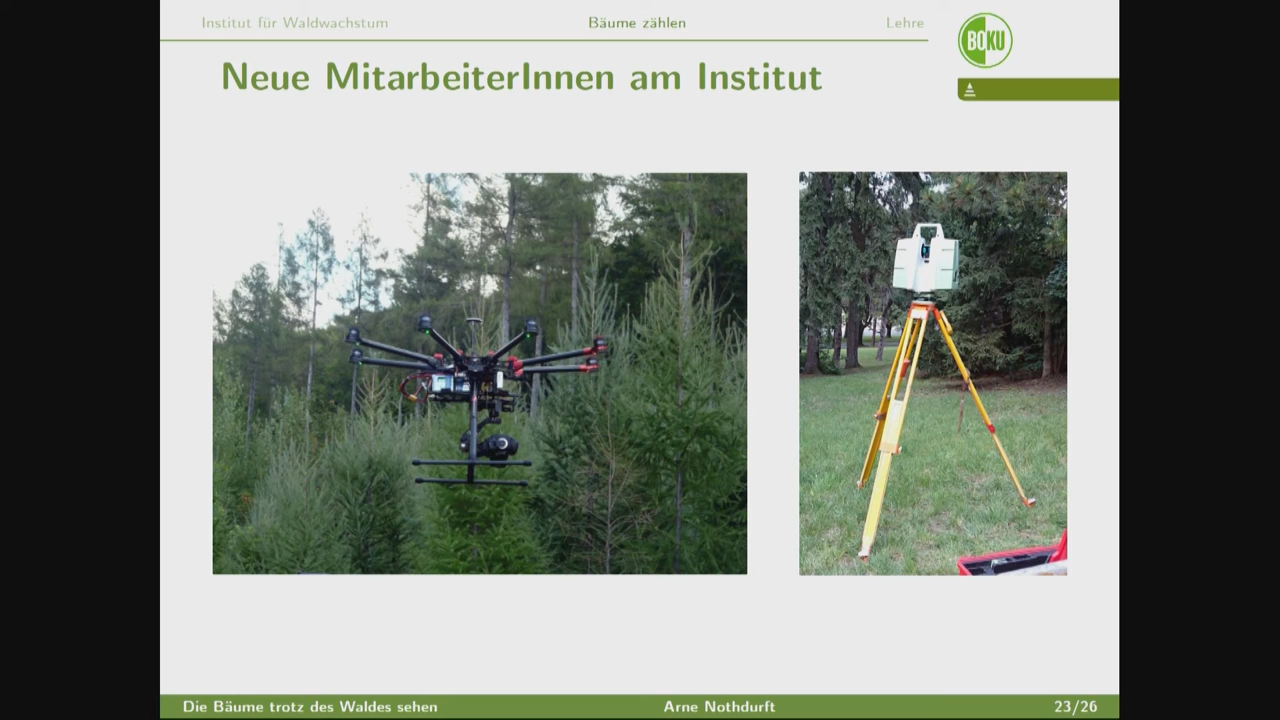 Institut für Waldwachstum
Bäume zählen
Lehre
BOKU
Neue MitarbeiterInnen am Institut
Die Bäume trotz des Waldes sehen
Arne Nothdurft
23/26